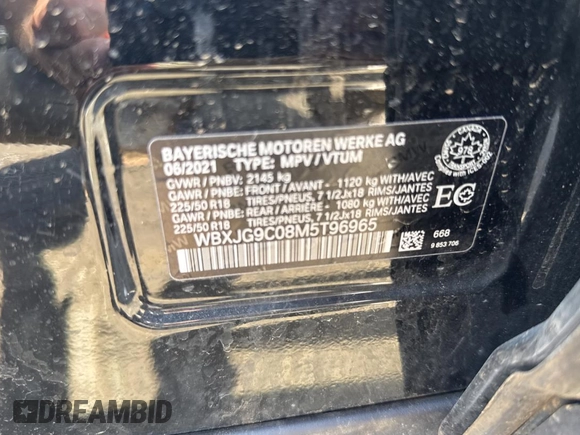 BAYERISCHE MOTOREN WERKE AG
06/2021 TYPE: MPV/VTUM
GVWR / PNBV: 2145 kg
GAWR / PNBE: FRONT / AVANT - 1120 kg WITH/AVEC
225/50 R18 TIRES/PNEUS, 7 1/2Jx18 RIMS/JANTES
GAWR / PNBE: REAR / ARRIÈRE - 1080 kg WITH/AVEC
225/50 R18 TIRES/PNEUS, 7 1/2Jx18 RIMS/JANTES
WBXJG9C08M5T96965
CANADA
978
EC
668
9 853 706
DREAMBID